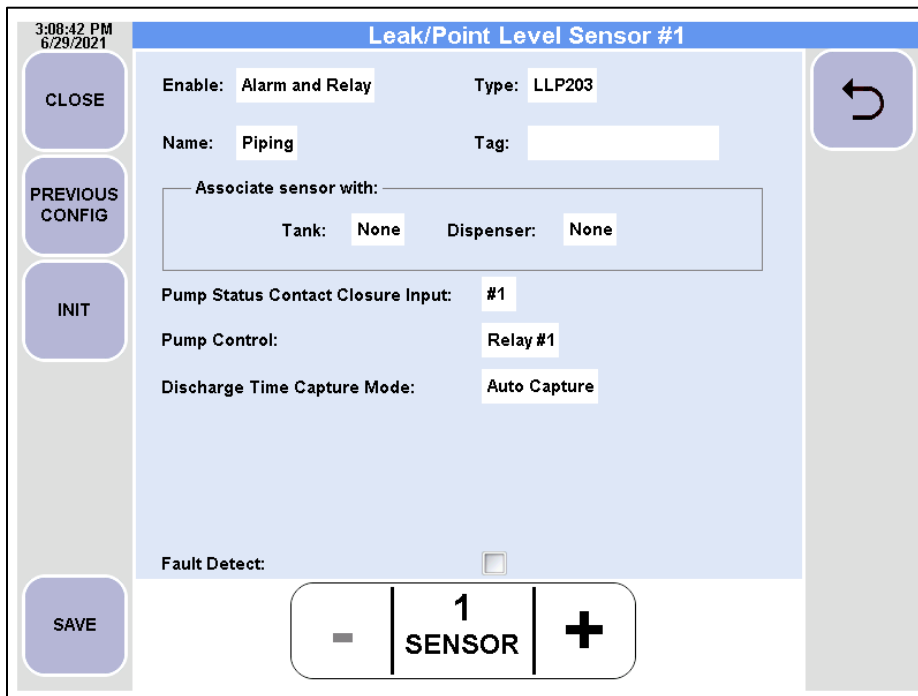 3:08:42 PM
6/29/2021
Leak/Point Level Sensor #1
CLOSE
Enable: Alarm and Relay Type: LLP203
Name: Piping Tag:
PREVIOUS
CONFIG
Associate sensor with:
Tank: None Dispenser: None
INIT
Pump Status Contact Closure Input: #1
Pump Control: Relay #1
Discharge Time Capture Mode: Auto Capture
Fault Detect:
SAVE
- 1 +
SENSOR